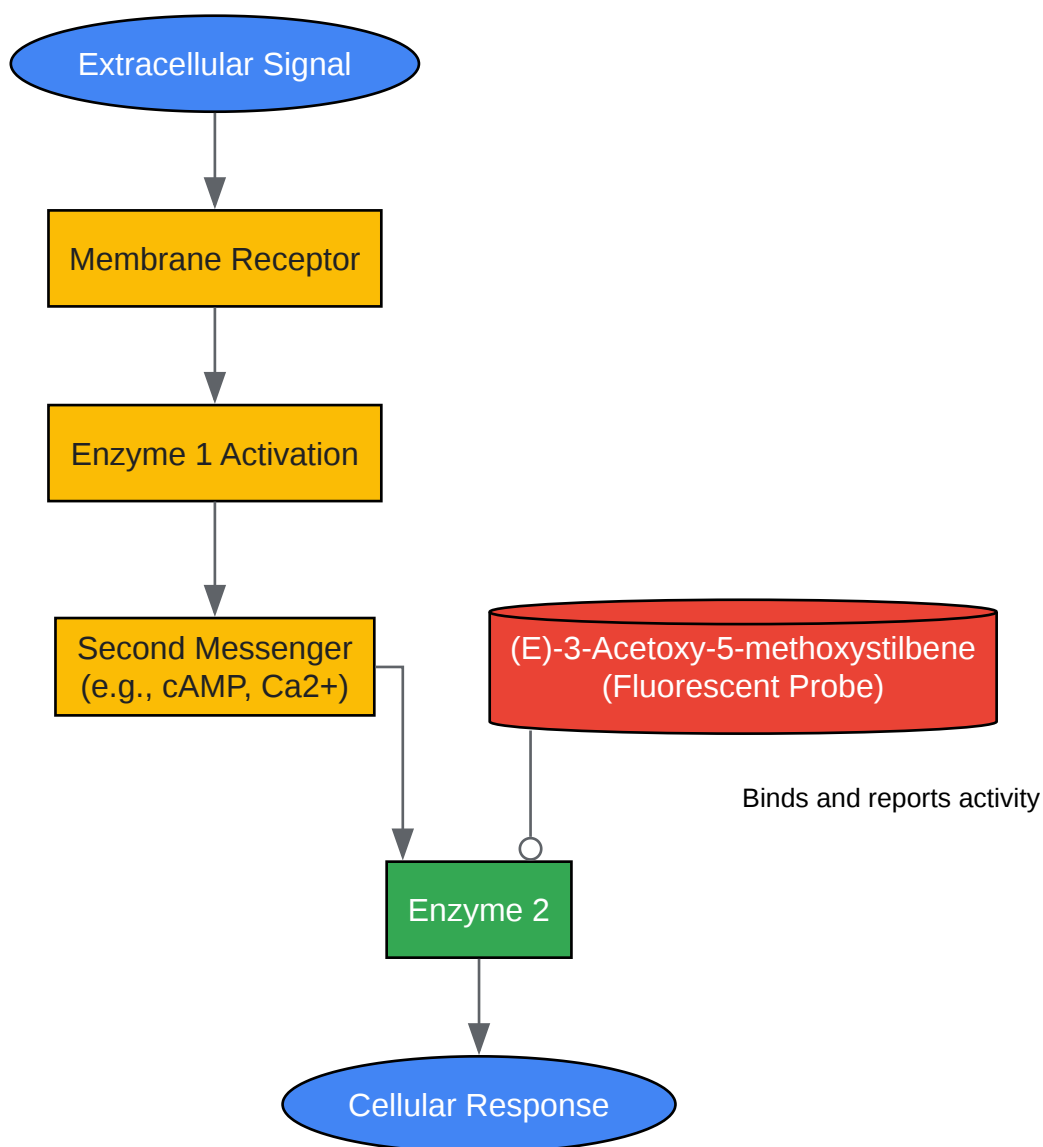 Extracellular Signal
Membrane Receptor
Enzyme 1 Activation
Second Messenger
(e.g., cAMP, Ca2+)
(E)-3-Acetoxy-5-methoxystilbene
(Fluorescent Probe)
Binds and reports activity
Enzyme 2
Cellular Response